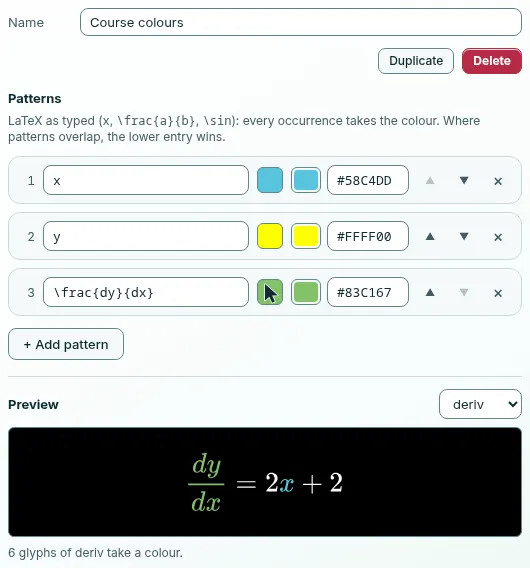 Name Course colours
Duplicate Delete
Patterns
LaTeX as typed (x, \frac{a}{b}, \sin): every occurrence takes the colour. Where
patterns overlap, the lower entry wins.
1 x #58C4DD ▲ ▼ ×
2 y #FFFF00 ▲ ▼ ×
3 \frac{dy}{dx} #83C167 ▲ ▼ ×
+ Add pattern
Preview deriv
dy
dx = 2x + 2
6 glyphs of deriv take a colour.